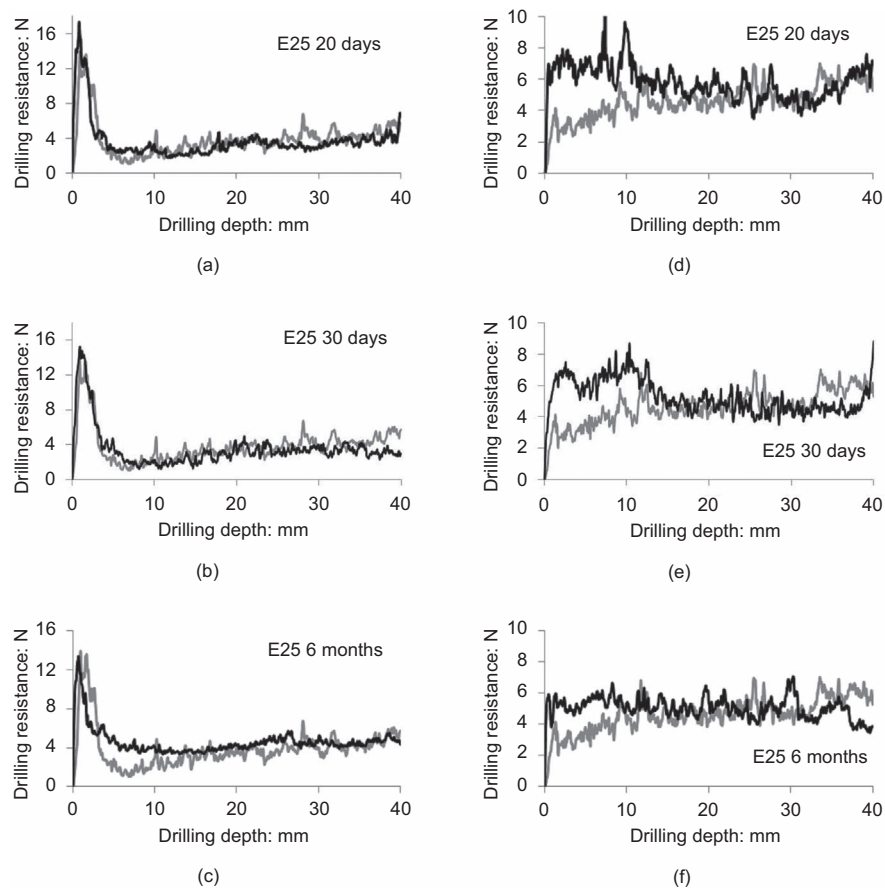 Drilling resistance: N
16
12
8
4
0
E25 20 days
0 10 20 30 40
Drilling depth: mm
(a)
Drilling resistance: N
10
8
6
4
2
0
E25 20 days
0 10 20 30 40
Drilling depth: mm
(d)
Drilling resistance: N
16
12
8
4
0
E25 30 days
0 10 20 30 40
Drilling depth: mm
(b)
Drilling resistance: N
10
8
6
4
2
0
E25 30 days
0 10 20 30 40
Drilling depth: mm
(e)
Drilling resistance: N
16
12
8
4
0
E25 6 months
0 10 20 30 40
Drilling depth: mm
(c)
Drilling resistance: N
10
8
6
4
2
0
E25 6 months
0 10 20 30 40
Drilling depth: mm
(f)